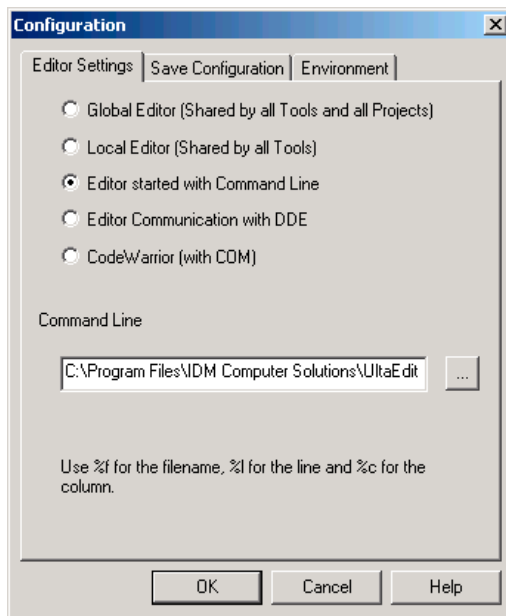 Configuration
Editor Settings Save Configuration Environment
Global Editor (Shared by all Tools and all Projects)
Local Editor (Shared by all Tools)
Editor started with Command Line
Editor Communication with DDE
CodeWarrior (with COM)
Command Line
C:\Program Files\IDM Computer Solutions\UltaEdit
...
Use %f for the filename, %l for the line and %c for the
column.
OK Cancel Help